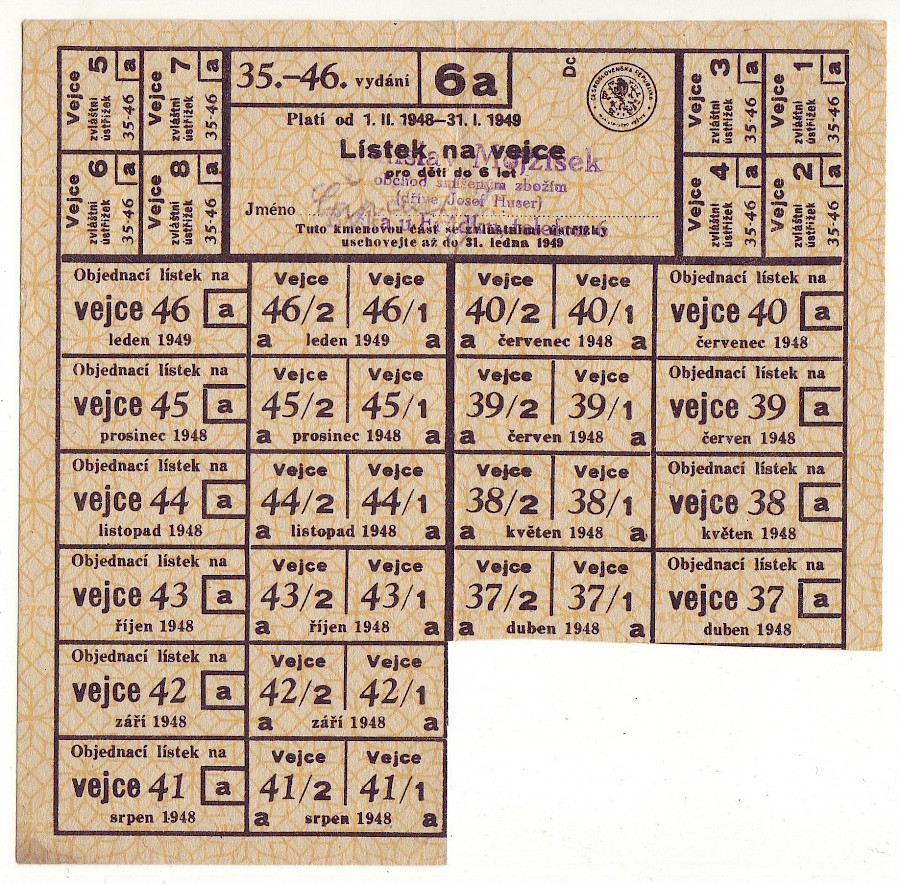 Vejce 5 a
zvláštní
ústřižek
35-46
Vejce 7 a
zvláštní
ústřižek
35-46
Vejce 6 a
zvláštní
ústřižek
35-46
Vejce 8 a
zvláštní
ústřižek
35-46
35.–46. vydání 6a Dc
ČESKOSLOVENSKÁ REPUBLIKA
Platí od 1. II. 1948–31. I. 1949
Lístek na vejce
pro děti do 6 let
Mojžíšek
obchod smíšeným zbožím
(dříve Josef Huser)
Jméno
Tuto kmenovou část se zvláštními ústřižky
uschovejte až do 31. ledna 1949
Vejce 3 a
zvláštní
ústřižek
35-46
Vejce 1 a
zvláštní
ústřižek
35-46
Vejce 4 a
zvláštní
ústřižek
35-46
Vejce 2 a
zvláštní
ústřižek
35-46
Objednací lístek na Vejce Vejce Vejce Vejce Objednací lístek na
vejce 46 a 46/2 46/1 40/2 40/1 vejce 40 a
leden 1949 a leden 1949 a a červenec 1948 a červenec 1948
Objednací lístek na Vejce Vejce Vejce Vejce Objednací lístek na
vejce 45 a 45/2 45/1 39/2 39/1 vejce 39 a
prosinec 1948 a prosinec 1948 a a červen 1948 a červen 1948
Objednací lístek na Vejce Vejce Vejce Vejce Objednací lístek na
vejce 44 a 44/2 44/1 38/2 38/1 vejce 38 a
listopad 1948 a listopad 1948 a a květen 1948 a květen 1948
Objednací lístek na Vejce Vejce Vejce Vejce Objednací lístek na
vejce 43 a 43/2 43/1 37/2 37/1 vejce 37 a
říjen 1948 a říjen 1948 a a duben 1948 a duben 1948
Objednací lístek na Vejce Vejce
vejce 42 a 42/2 42/1
září 1948 a září 1948 a
Objednací lístek na Vejce Vejce
vejce 41 a 41/2 41/1
srpen 1948 a srpen 1948 a